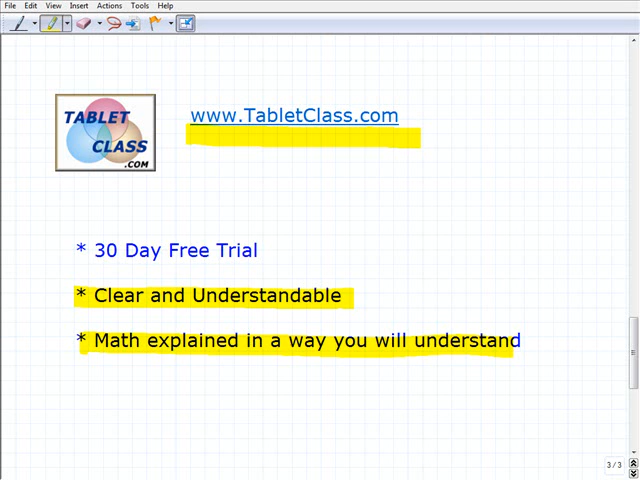 File Edit View Insert Actions Tools Help
TABLET
CLASS
.COM
www.TabletClass.com
* 30 Day Free Trial
* Clear and Understandable
* Math explained in a way you will understand
3 / 3